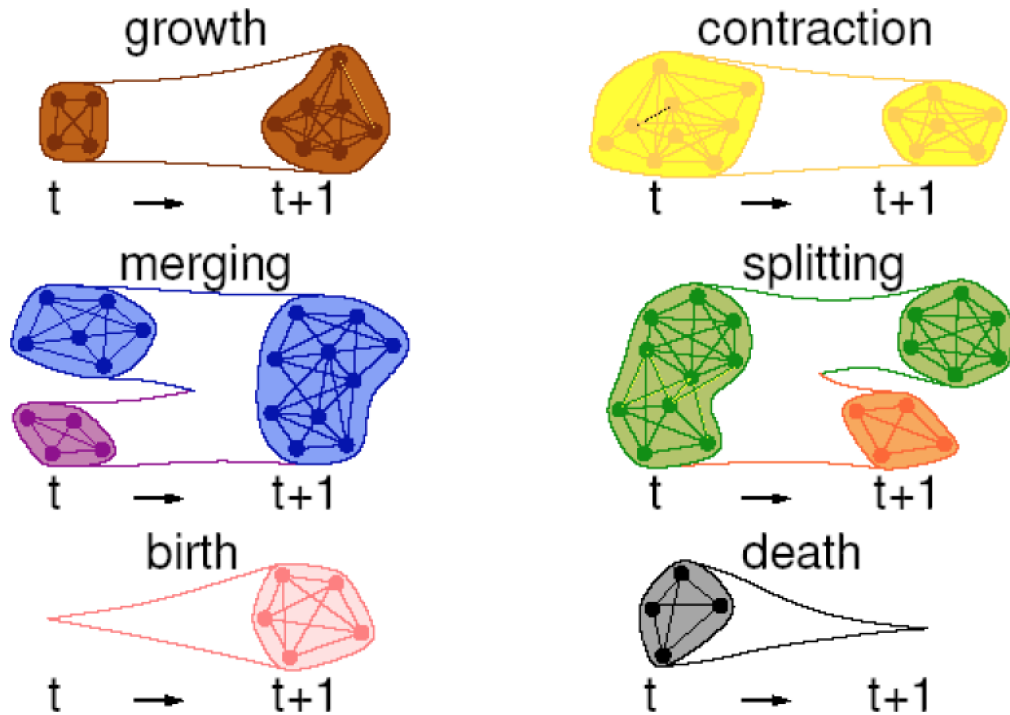 growth
contraction
t → t+1
t → t+1
merging
splitting
t → t+1
t → t+1
birth
death
t → t+1
t → t+1